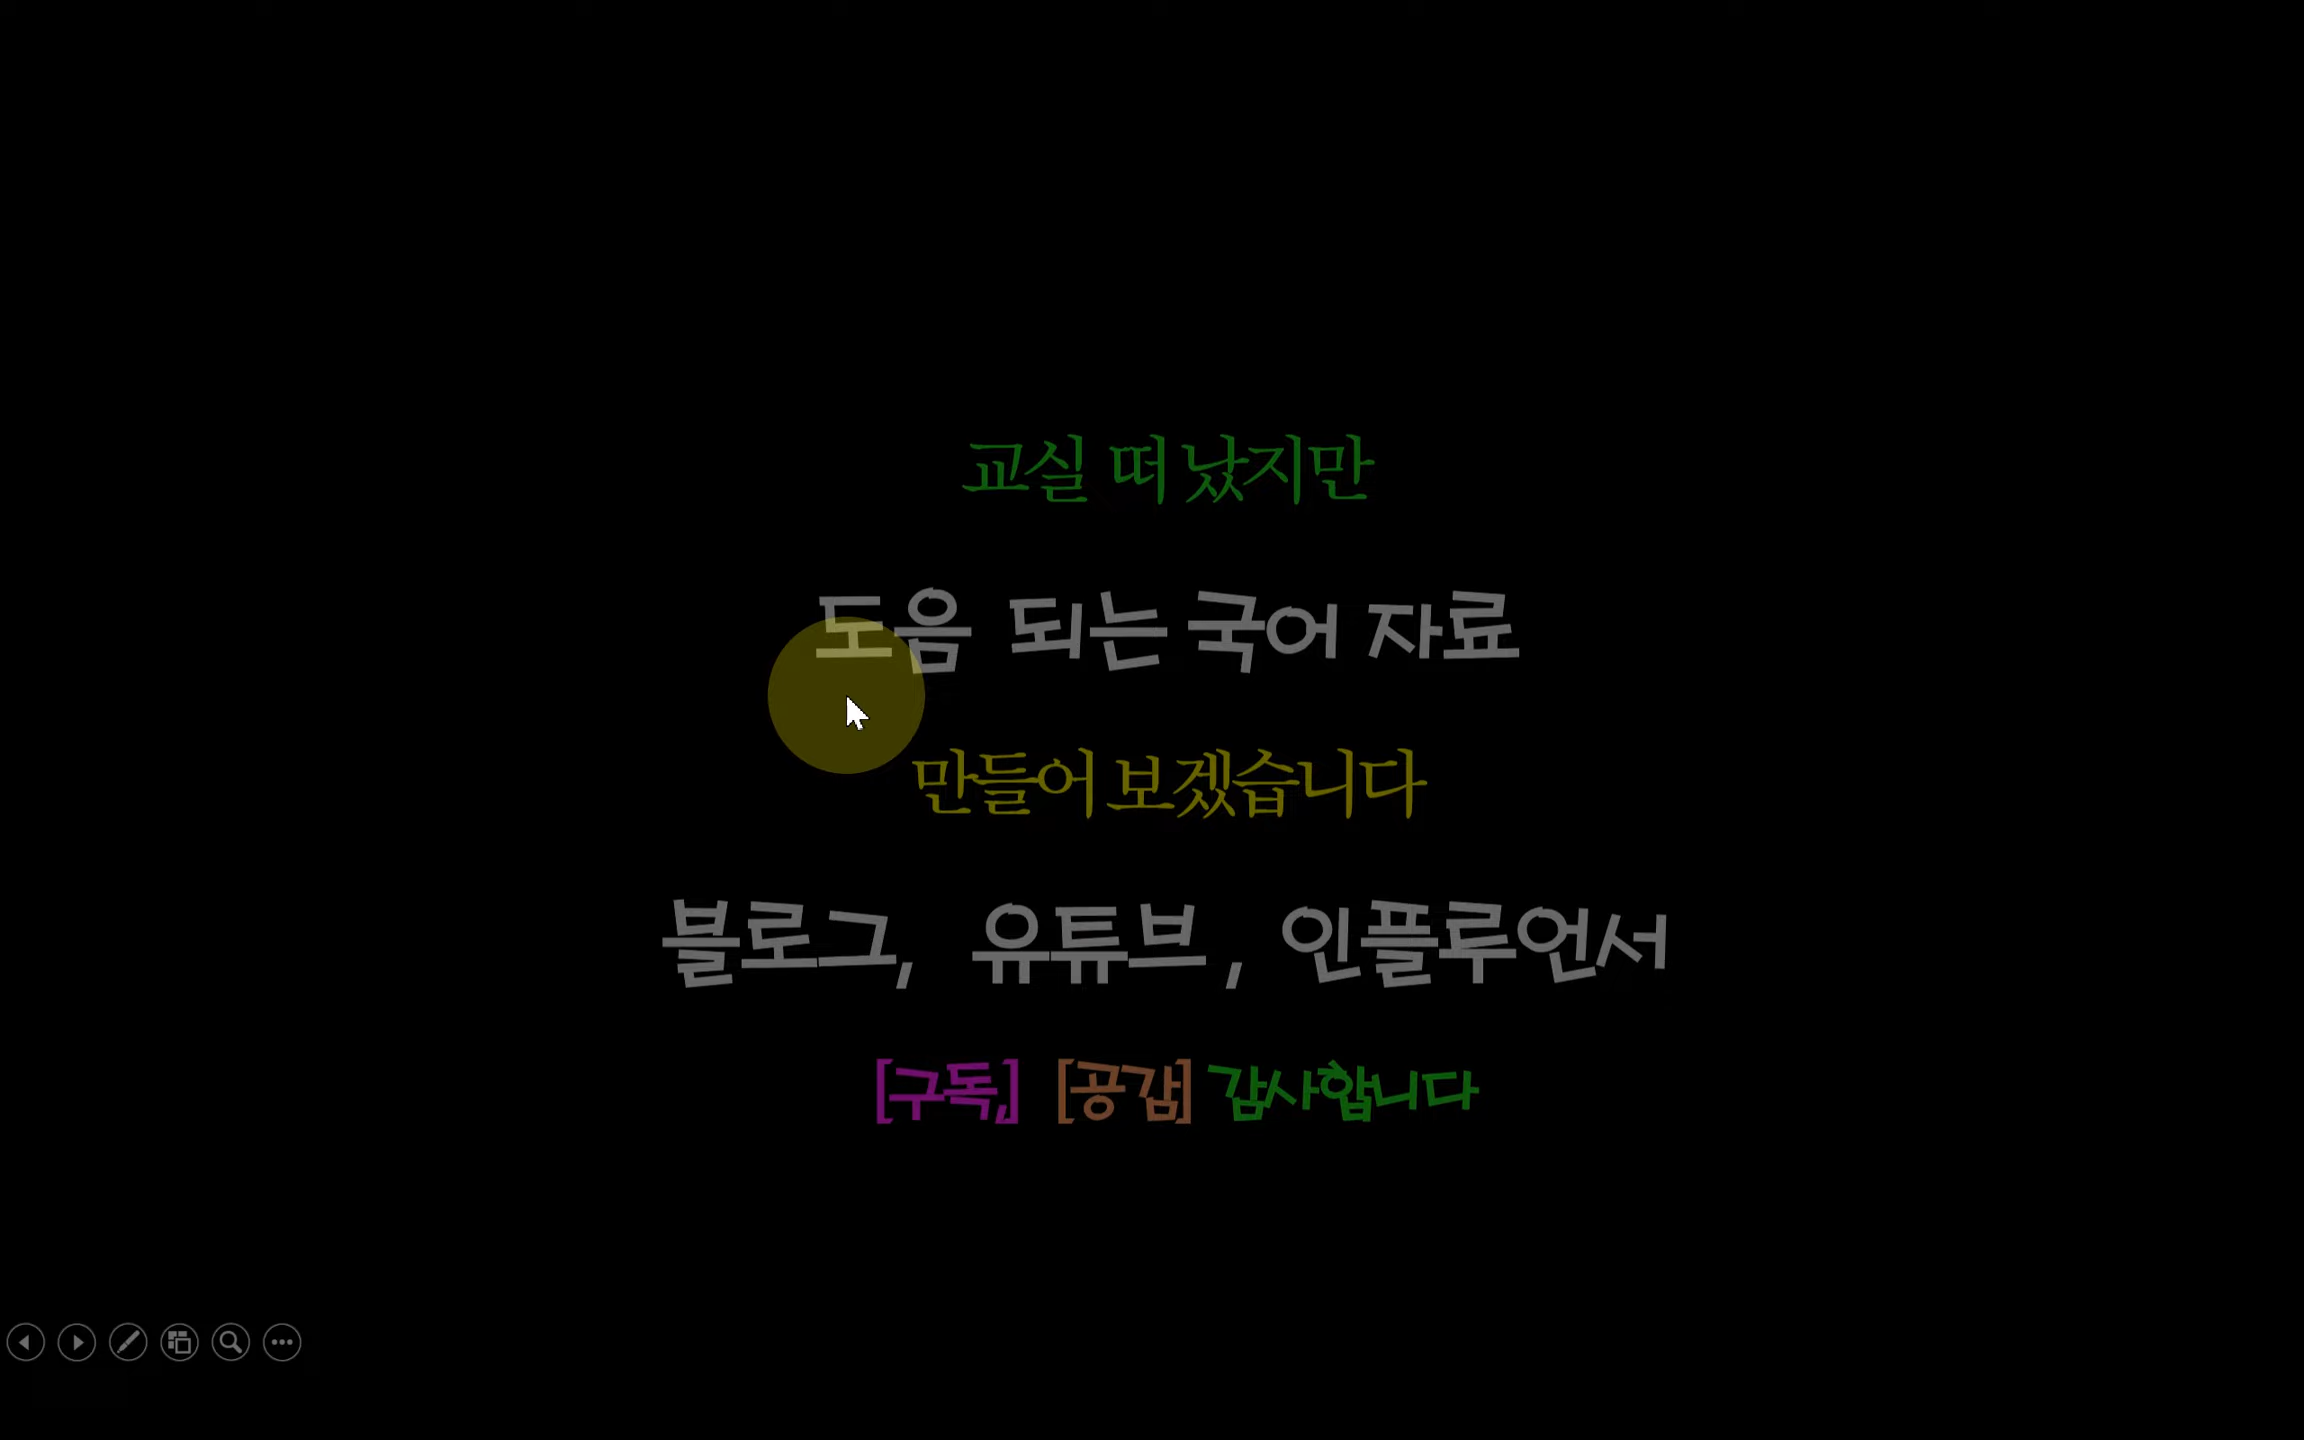 교실 떠났지만
도음 되는 국어 자료
만들어 보겠습니다
블로그, 유튜브, 인플루언서
[구독,] [공감] 감사합니다